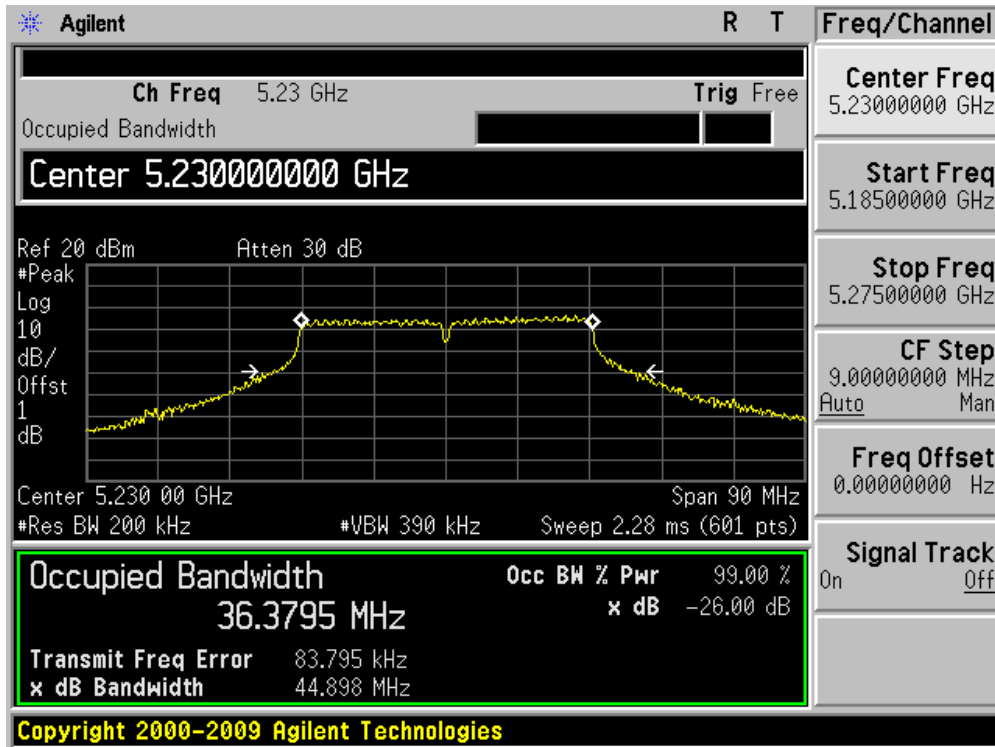 Agilent R T
Freq/Channel
Ch Freq 5.23 GHz Trig Free
Occupied Bandwidth
Center 5.230000000 GHz
Ref 20 dBm Atten 30 dB
#Peak
Log
10
dB/
Offst
1
dB
Center 5.230 00 GHz Span 90 MHz
#Res BW 200 kHz #VBW 390 kHz Sweep 2.28 ms (601 pts)
Occupied Bandwidth Occ BW % Pwr 99.00 %
36.3795 MHz x dB -26.00 dB
Transmit Freq Error 83.795 kHz
x dB Bandwidth 44.898 MHz
Copyright 2000-2009 Agilent Technologies
Center Freq
5.23000000 GHz
Start Freq
5.18500000 GHz
Stop Freq
5.27500000 GHz
CF Step
9.00000000 MHz
Auto Man
Freq Offset
0.00000000 Hz
Signal Track
On Off